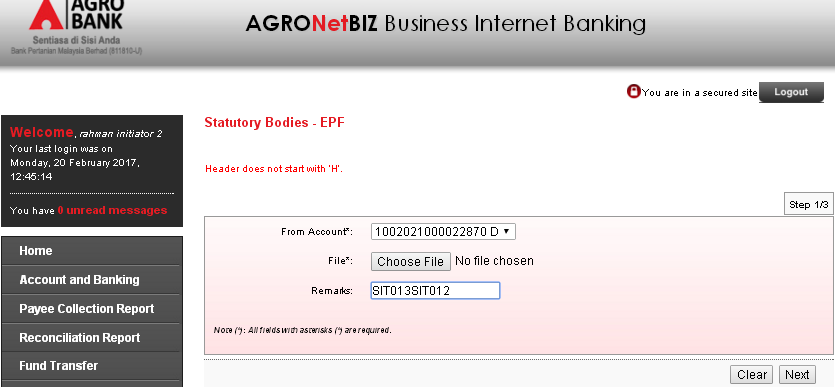 AGRO
BANK
Sentiasa di Sisi Anda
Bank Pertanian Malaysia Berhad (811810-U)
AGRONetBIZ Business Internet Banking
You are in a secured site
Logout
Welcome, rahman initiator 2
Your last login was on
Monday, 20 February 2017,
12:45:14
You have 0 unread messages
Home
Account and Banking
Payee Collection Report
Reconciliation Report
Fund Transfer
Statutory Bodies - EPF
Header does not start with 'H'.
Step 1/3
From Account*: 1002021000022870 D
File*: Choose File No file chosen
Remarks: SIT013SIT012
Note (*): All fields with asterisks (*) are required.
Clear Next